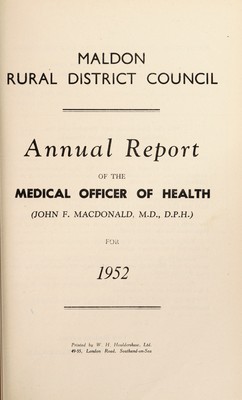 MALDON
RURAL DISTRICT COUNCIL
Annual Report
OF THE
MEDICAL OFFICER OF HEALTH
(JOHN F. MACDONALD. M.D., D.P.H.)
FOR
1952
Printed by W. H. Houldershaw, Ltd.
49-55, London Road, Southend-on-Sea